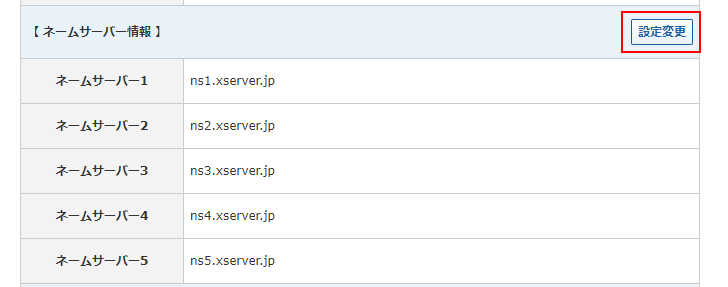 【 ネームサーバー情報 】 設定変更
ネームサーバー1 ns1.xserver.jp
ネームサーバー2 ns2.xserver.jp
ネームサーバー3 ns3.xserver.jp
ネームサーバー4 ns4.xserver.jp
ネームサーバー5 ns5.xserver.jp